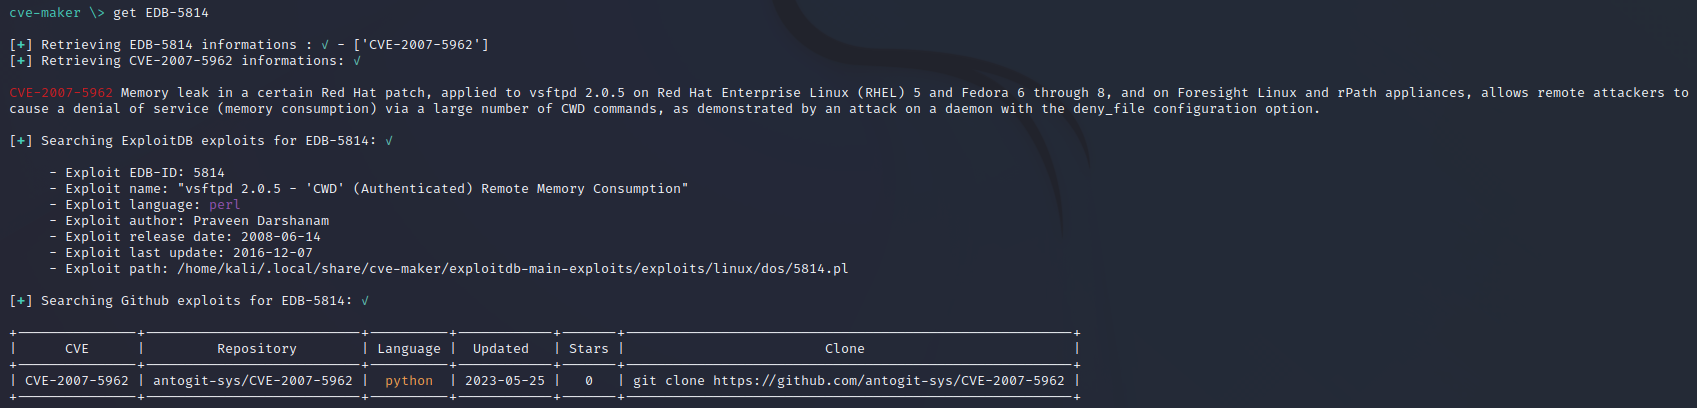 cve-maker \> get EDB-5814
[+] Retrieving EDB-5814 informations : √ - ['CVE-2007-5962']
[+] Retrieving CVE-2007-5962 informations: √
CVE-2007-5962 Memory leak in a certain Red Hat patch, applied to vsftpd 2.0.5 on Red Hat Enterprise Linux (RHEL) 5 and Fedora 6 through 8, and on Foresight Linux and rPath appliances, allows remote attackers to
cause a denial of service (memory consumption) via a large number of CWD commands, as demonstrated by an attack on a daemon with the deny_file configuration option.
[+] Searching ExploitDB exploits for EDB-5814: √
- Exploit EDB-ID: 5814
- Exploit name: "vsftpd 2.0.5 - 'CWD' (Authenticated) Remote Memory Consumption"
- Exploit language: perl
- Exploit author: Praveen Darshanam
- Exploit release date: 2008-06-14
- Exploit last update: 2016-12-07
- Exploit path: /home/kali/.local/share/cve-maker/exploitdb-main-exploits/exploits/linux/dos/5814.pl
[+] Searching Github exploits for EDB-5814: √
| CVE | Repository | Language | Updated | Stars | Clone |
| CVE-2007-5962 | antogit-sys/CVE-2007-5962 | python | 2023-05-25 | 0 | git clone https://github.com/antogit-sys/CVE-2007-5962 |